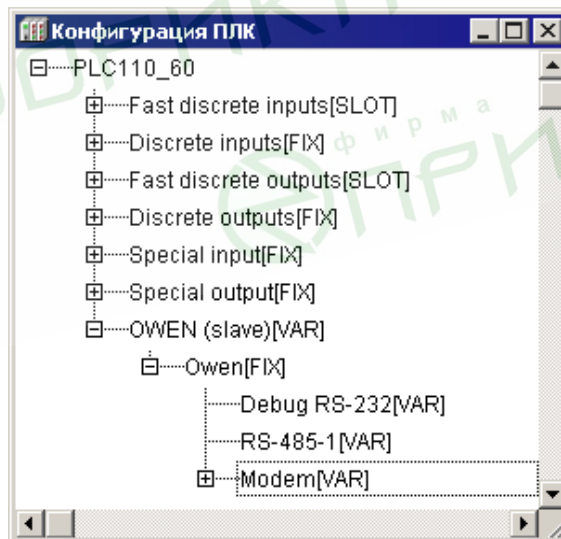 Конфигурация ПЛК
PLC110_60
Fast discrete inputs[SLOT]
Discrete inputs[FIX]
Fast discrete outputs[SLOT]
Discrete outputs[FIX]
Special input[FIX]
Special output[FIX]
OWEN (slave)[VAR]
Owen[FIX]
Debug RS-232[VAR]
RS-485-1[VAR]
Modem[VAR]
фирма